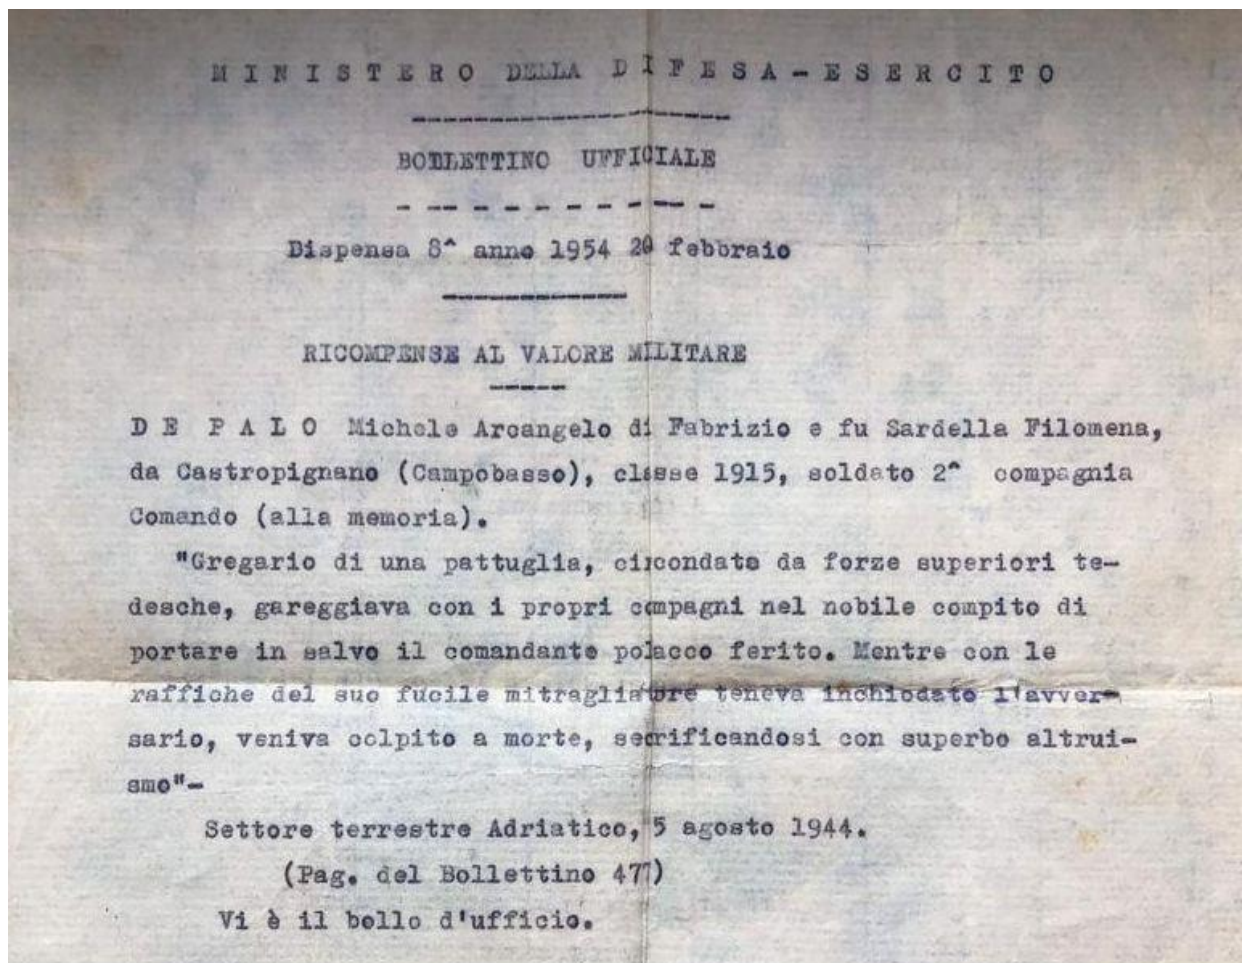 MINISTERO DELLA DIFESA-ESERCITO
BOLLETTINO UFFICIALE
Dispensa 8^ anno 1954 20 febbraio
RICOMPENSE AL VALORE MILITARE
DE PALO Michele Arcangelo di Fabrizio e fu Sardella Filomena,
da Castropignano (Campobasso), classe 1915, soldato 2^ compagnia
Comando (alla memoria).
"Gregario di una pattuglia, circondato da forze superiori te-
desche, gareggiava con i propri compagni nel nobile compito di
portare in salvo il comandante polacco ferito. Mentre con le
raffiche del suo fucile mitragliatore teneva inchiodato l'avver-
sario, veniva colpito a morte, sacrificandosi con superbo altrui-
smo"-
Settore terrestre Adriatico, 5 agosto 1944.
(Pag. del Bollettino 477)
Vi è il bollo d'ufficio.